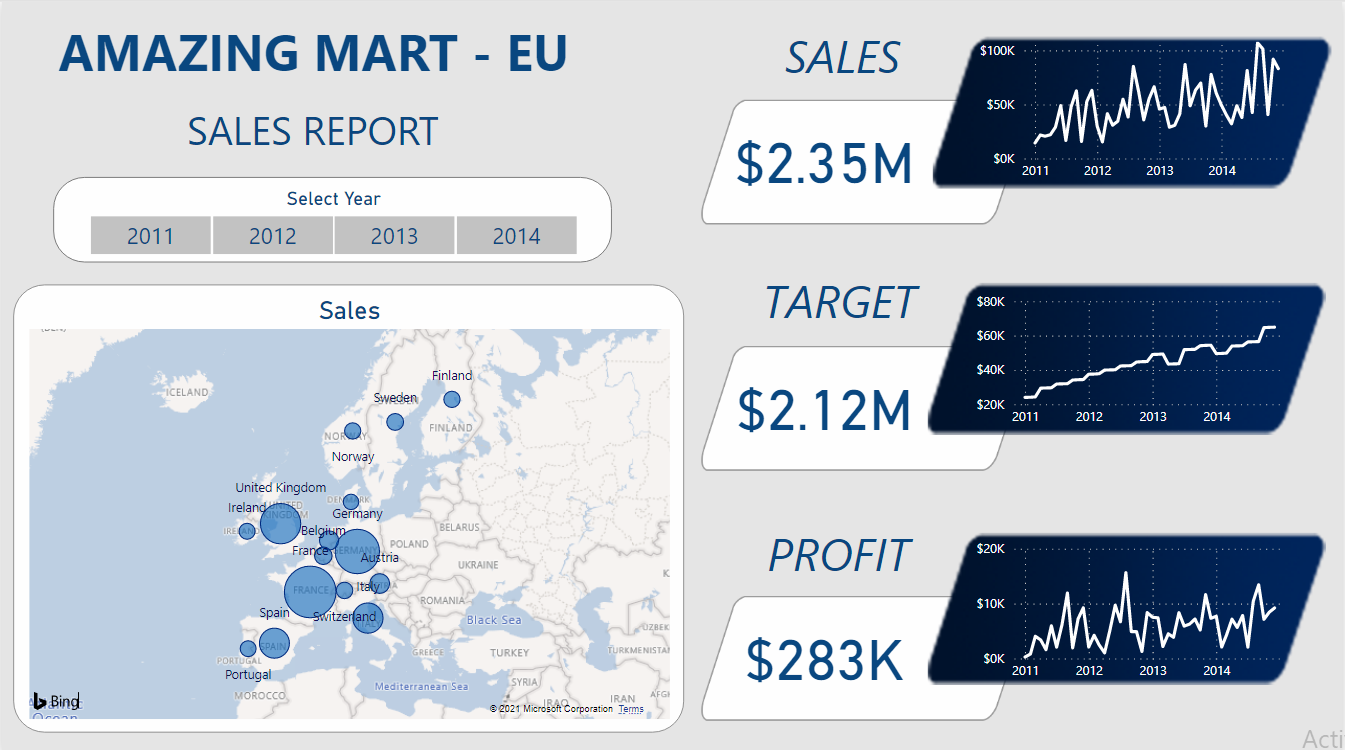 AMAZING MART - EU
SALES REPORT
Select Year
2011 2012 2013 2014
Sales
ICELAND
Finland
Sweden
FINLAND
NORWAY
Norway
United Kingdom
DENMARK
Ireland
UNITED
KINGDOM
Germany
Belgium
BELARUS
France
GERMANY
POLAND
Austria
UKRAINE
FRANCE
Italy
ROMANIA
Spain
Switzerland
Black Sea
SPAIN
GREECE
TURKEY
UZBEK
TURKMENISTAN
PORTUGAL
Portugal
SYRIA
Mediterranean Sea
MOROCCO
IRAQ
IRAN
AFG
Bing
Atlantic
Ocean
© 2021 Microsoft Corporation Terms
SALES
$2.35M
$100K
$50K
$0K
2011 2012 2013 2014
TARGET
$2.12M
$80K
$60K
$40K
$20K
2011 2012 2013 2014
PROFIT
$283K
$20K
$10K
$0K
2011 2012 2013 2014
Acti